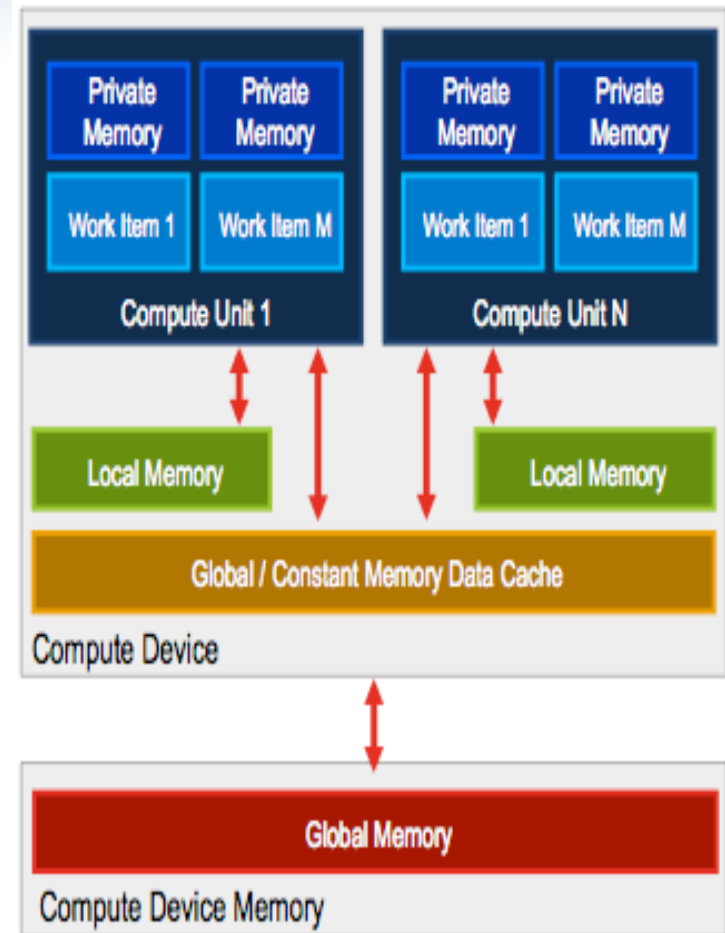 Private Memory
Private Memory
Private Memory
Private Memory
Work Item 1
Work Item M
Work Item 1
Work Item M
Compute Unit 1
Compute Unit N
Local Memory
Local Memory
Global / Constant Memory Data Cache
Compute Device
Global Memory
Compute Device Memory